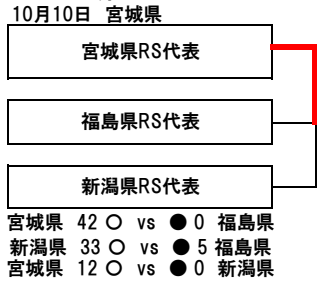 10月10日 宮城県
宮城県RS代表
福島県RS代表
新潟県RS代表
宮城県 42 ○ vs ● 0 福島県
新潟県 33 ○ vs ● 5 福島県
宮城県 12 ○ vs ● 0 新潟県